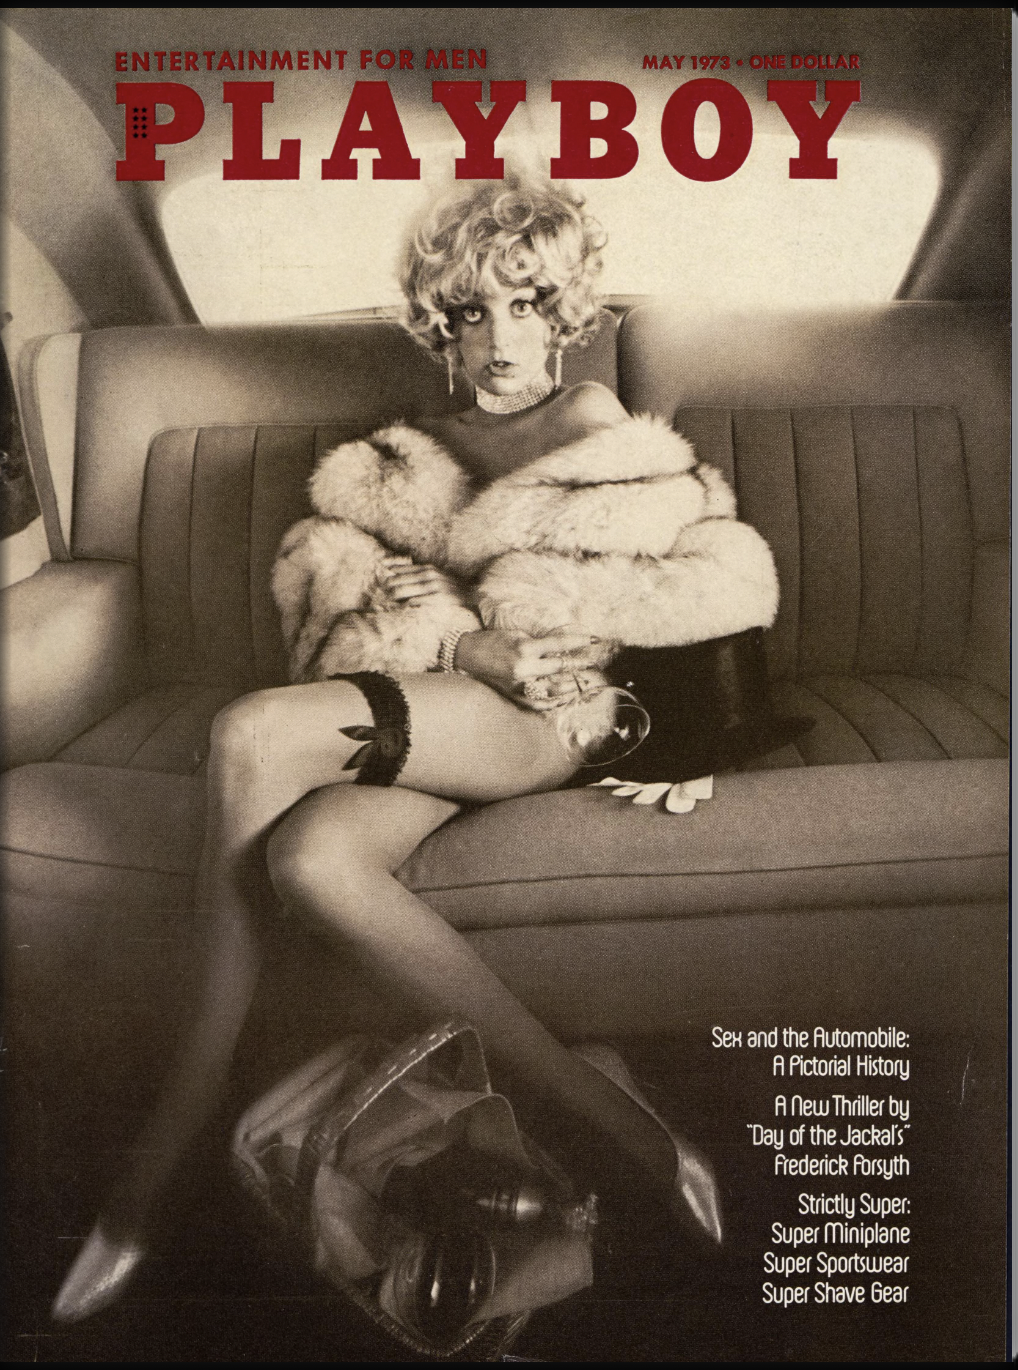 ENTERTAINMENT FOR MEN
MAY 1973 • ONE DOLLAR
PLAYBOY
Sex and the Automobile:
A Pictorial History
A New Thriller by
"Day of the Jackal's"
Frederick Forsyth
Strictly Super:
Super Miniplane
Super Sportswear
Super Shave Gear